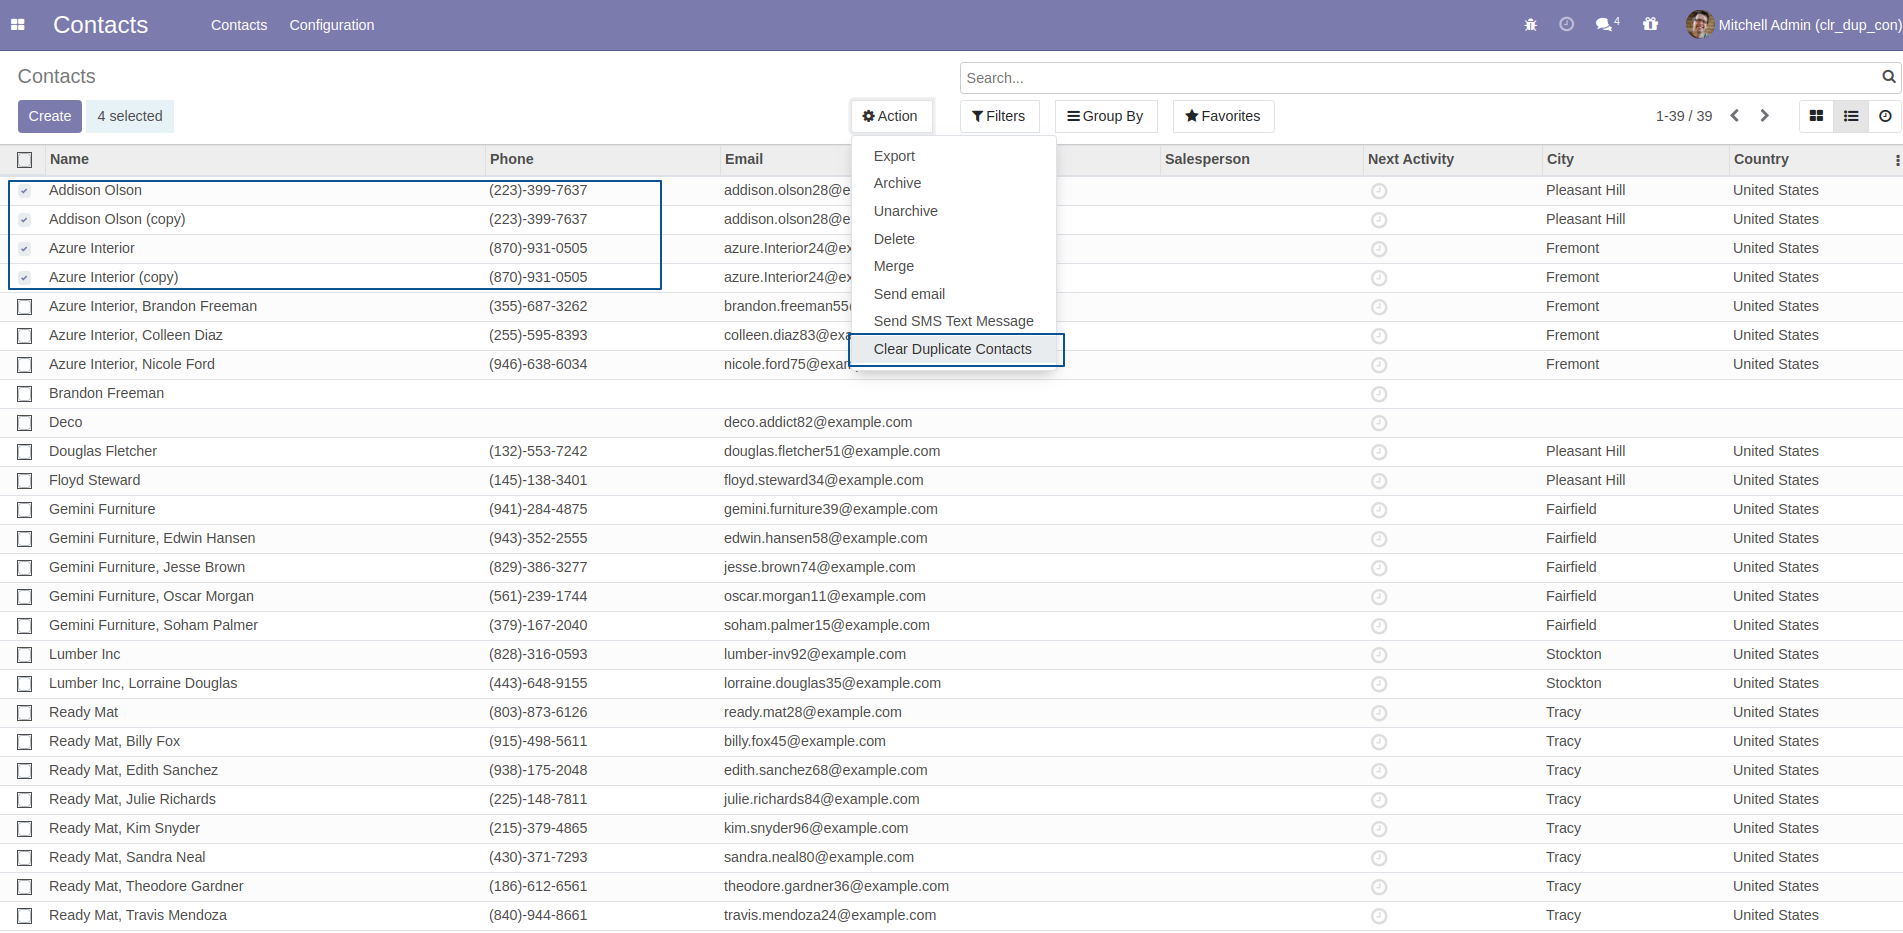 Contacts Contacts Configuration 4 Mitchell Admin (clr_dup_con)
Contacts Search...
Create 4 selected Action Filters Group By Favorites 1-39 / 39
Name Phone Email Salesperson Next Activity City Country
Export
Archive
Unarchive
Delete
Merge
Send email
Send SMS Text Message
Clear Duplicate Contacts
Addison Olson (223)-399-7637 addison.olson28@e Pleasant Hill United States
Addison Olson (copy) (223)-399-7637 addison.olson28@e Pleasant Hill United States
Azure Interior (870)-931-0505 azure.Interior24@ex Fremont United States
Azure Interior (copy) (870)-931-0505 azure.Interior24@ex Fremont United States
Azure Interior, Brandon Freeman (355)-687-3262 brandon.freeman55 Fremont United States
Azure Interior, Colleen Diaz (255)-595-8393 colleen.diaz83@exa Fremont United States
Azure Interior, Nicole Ford (946)-638-6034 nicole.ford75@exam Fremont United States
Brandon Freeman
Deco deco.addict82@example.com
Douglas Fletcher (132)-553-7242 douglas.fletcher51@example.com Pleasant Hill United States
Floyd Steward (145)-138-3401 floyd.steward34@example.com Pleasant Hill United States
Gemini Furniture (941)-284-4875 gemini.furniture39@example.com Fairfield United States
Gemini Furniture, Edwin Hansen (943)-352-2555 edwin.hansen58@example.com Fairfield United States
Gemini Furniture, Jesse Brown (829)-386-3277 jesse.brown74@example.com Fairfield United States
Gemini Furniture, Oscar Morgan (561)-239-1744 oscar.morgan11@example.com Fairfield United States
Gemini Furniture, Soham Palmer (379)-167-2040 soham.palmer15@example.com Fairfield United States
Lumber Inc (828)-316-0593 lumber-inv92@example.com Stockton United States
Lumber Inc, Lorraine Douglas (443)-648-9155 lorraine.douglas35@example.com Stockton United States
Ready Mat (803)-873-6126 ready.mat28@example.com Tracy United States
Ready Mat, Billy Fox (915)-498-5611 billy.fox45@example.com Tracy United States
Ready Mat, Edith Sanchez (938)-175-2048 edith.sanchez68@example.com Tracy United States
Ready Mat, Julie Richards (225)-148-7811 julie.richards84@example.com Tracy United States
Ready Mat, Kim Snyder (215)-379-4865 kim.snyder96@example.com Tracy United States
Ready Mat, Sandra Neal (430)-371-7293 sandra.neal80@example.com Tracy United States
Ready Mat, Theodore Gardner (186)-612-6561 theodore.gardner36@example.com Tracy United States
Ready Mat, Travis Mendoza (840)-944-8661 travis.mendoza24@example.com Tracy United States